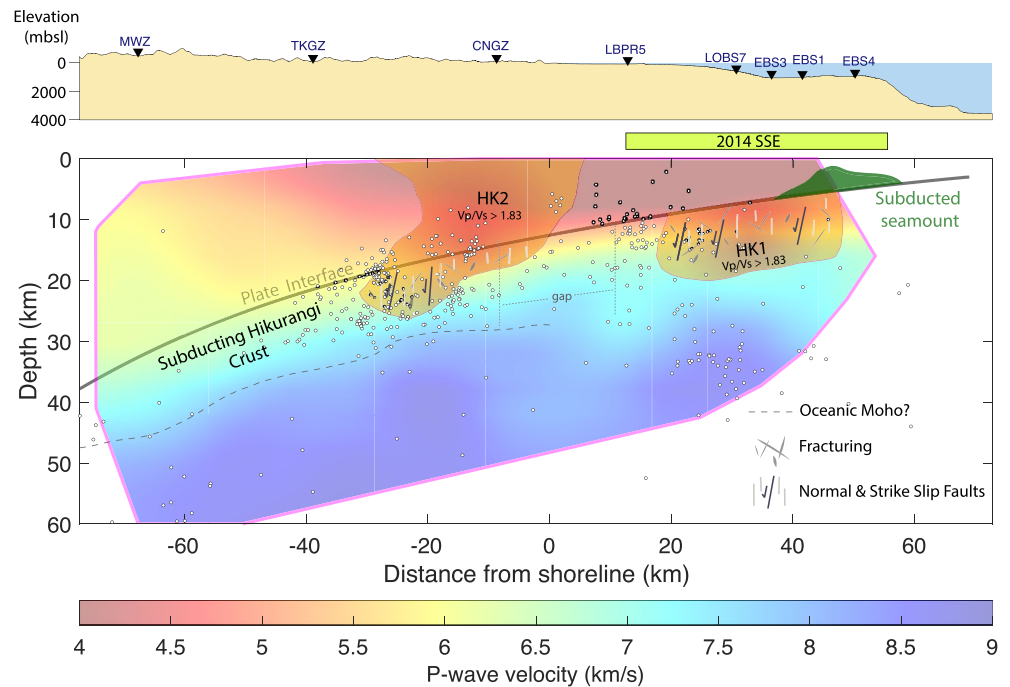 Elevation
(mbsl)
MWZ
TKGZ
CNGZ
LBPR5
LOBS7
EBS3
EBS1
EBS4
0
2000
4000
2014 SSE
0
10
20
30
40
50
60
Depth (km)
HK2
Vp/Vs > 1.83
HK1
Vp/Vs > 1.83
Subducted
seamount
Plate Interface
Subducting Hikurangi
Crust
gap
Oceanic Moho?
Fracturing
Normal & Strike Slip Faults
-60 -40 -20 0 20 40 60
Distance from shoreline (km)
4 4.5 5 5.5 6 6.5 7 7.5 8 8.5 9
P-wave velocity (km/s)